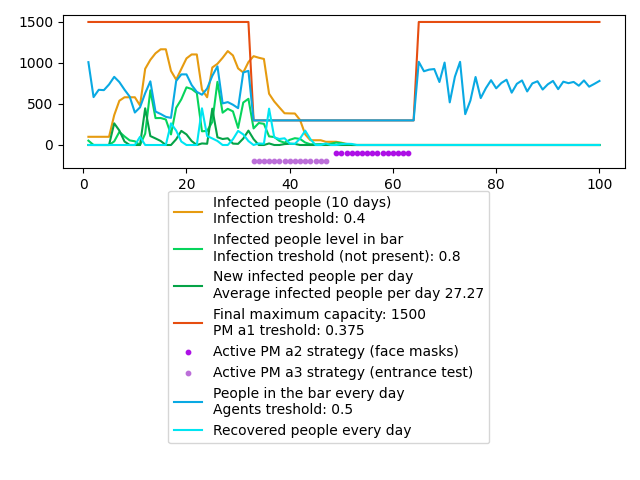 1500
1000
500
0
0 20 40 60 80 100
Infected people (10 days)
Infection treshold: 0.4
Infected people level in bar
Infection treshold (not present): 0.8
New infected people per day
Average infected people per day 27.27
Final maximum capacity: 1500
PM a1 treshold: 0.375
Active PM a2 strategy (face masks)
Active PM a3 strategy (entrance test)
People in the bar every day
Agents treshold: 0.5
Recovered people every day